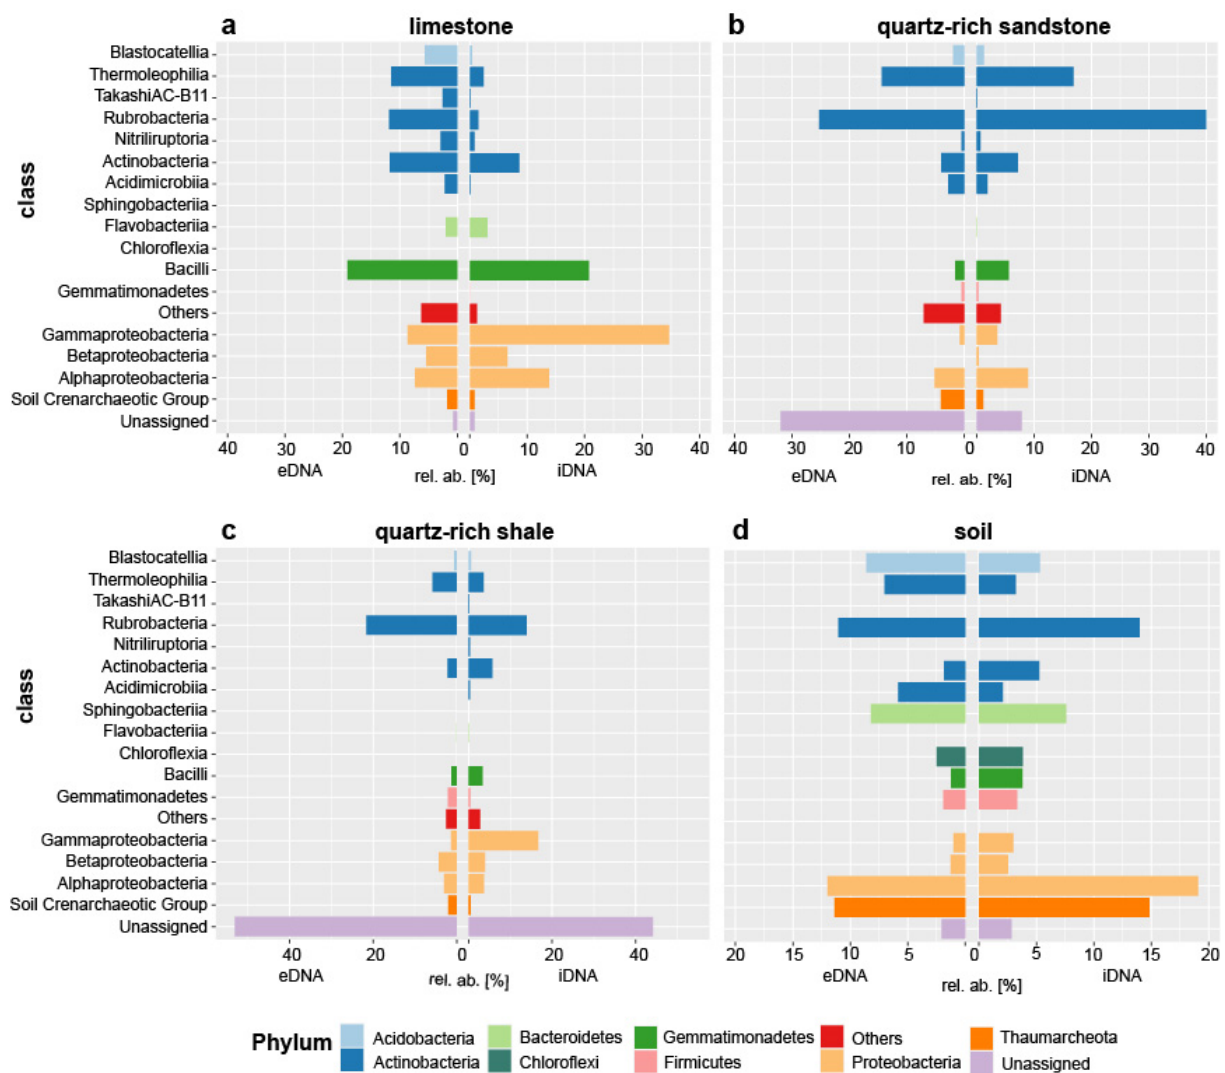 a limestone
b quartz-rich sandstone
class
Blastocatellia
Thermoleophilia
TakashiAC-B11
Rubrobacteria
Nitriliruptoria
Actinobacteria
Acidimicrobiia
Sphingobacteriia
Flavobacteriia
Chloroflexia
Bacilli
Gemmatimonadetes
Others
Gammaproteobacteria
Betaproteobacteria
Alphaproteobacteria
Soil Crenarchaeotic Group
Unassigned
40 30 20 10 0 0 10 20 30 40
eDNA rel. ab. [%] iDNA
40 30 20 10 0 0 10 20 30 40
eDNA rel. ab. [%] iDNA
c quartz-rich shale
d soil
class
Blastocatellia
Thermoleophilia
TakashiAC-B11
Rubrobacteria
Nitriliruptoria
Actinobacteria
Acidimicrobiia
Sphingobacteriia
Flavobacteriia
Chloroflexia
Bacilli
Gemmatimonadetes
Others
Gammaproteobacteria
Betaproteobacteria
Alphaproteobacteria
Soil Crenarchaeotic Group
Unassigned
40 20 0 0 20 40
eDNA rel. ab. [%] iDNA
20 15 10 5 0 0 5 10 15 20
eDNA rel. ab. [%] iDNA
Phylum
Acidobacteria Bacteroidetes Gemmatimonadetes Others Thaumarcheota
Actinobacteria Chloroflexi Firmicutes Proteobacteria Unassigned